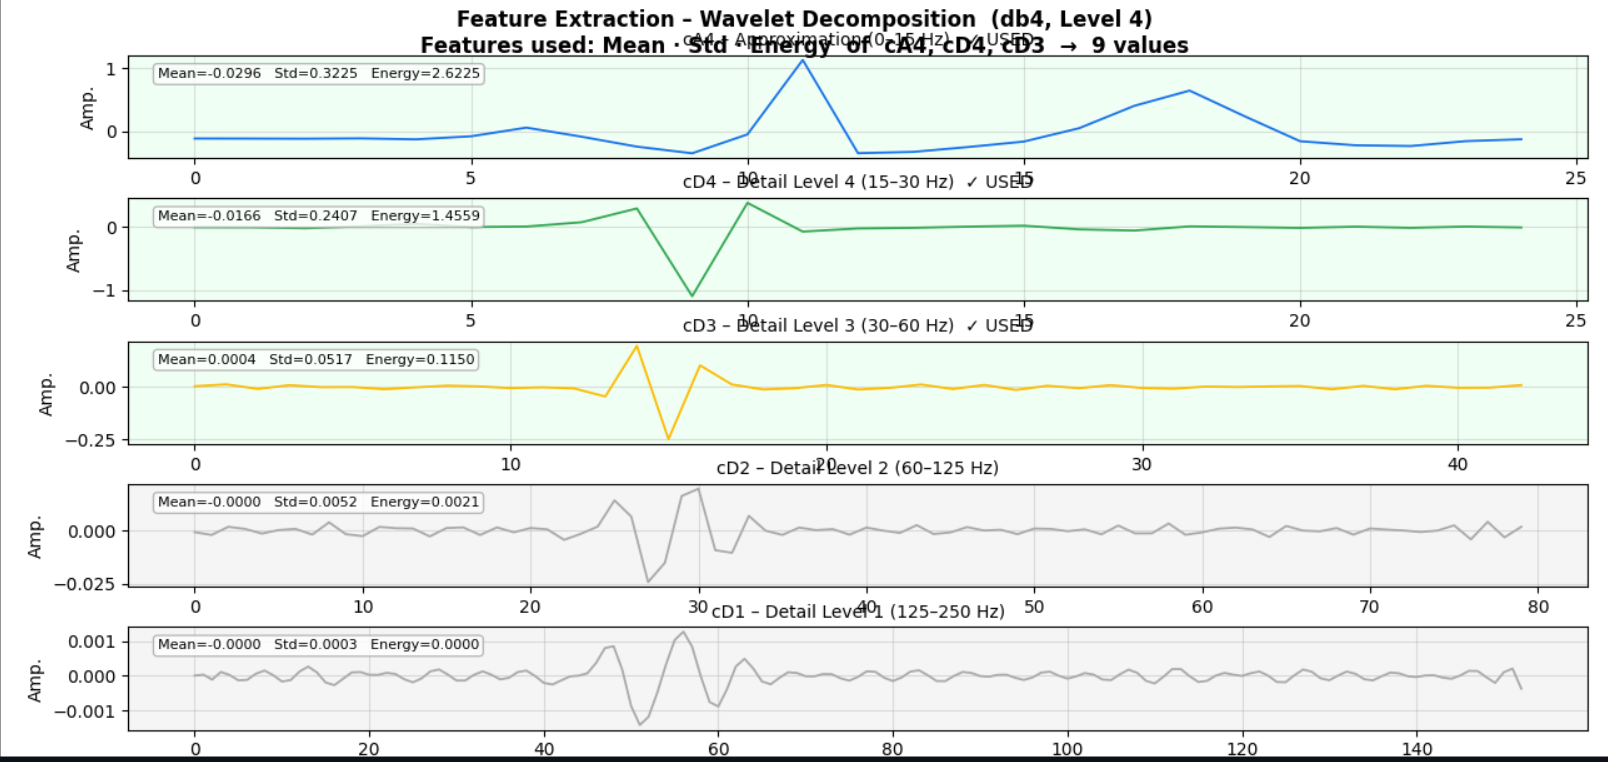 Feature Extraction – Wavelet Decomposition (db4, Level 4)
cA4 – Approximation (0–15 Hz) ✓ USED
Features used: Mean · Std · Energy of cA4, cD4, cD3 → 9 values
Mean=-0.0296 Std=0.3225 Energy=2.6225
Amp.
1
0
0 5 10 15 20 25
cD4 – Detail Level 4 (15–30 Hz) ✓ USED
Mean=-0.0166 Std=0.2407 Energy=1.4559
Amp.
0
−1
0 5 10 15 20 25
cD3 – Detail Level 3 (30–60 Hz) ✓ USED
Mean=0.0004 Std=0.0517 Energy=0.1150
Amp.
0.00
−0.25
0 10 20 30 40
cD2 – Detail Level 2 (60–125 Hz)
Mean=-0.0000 Std=0.0052 Energy=0.0021
Amp.
0.000
−0.025
0 10 20 30 40 50 60 70 80
cD1 – Detail Level 1 (125–250 Hz)
Mean=-0.0000 Std=0.0003 Energy=0.0000
Amp.
0.001
0.000
−0.001
0 20 40 60 80 100 120 140